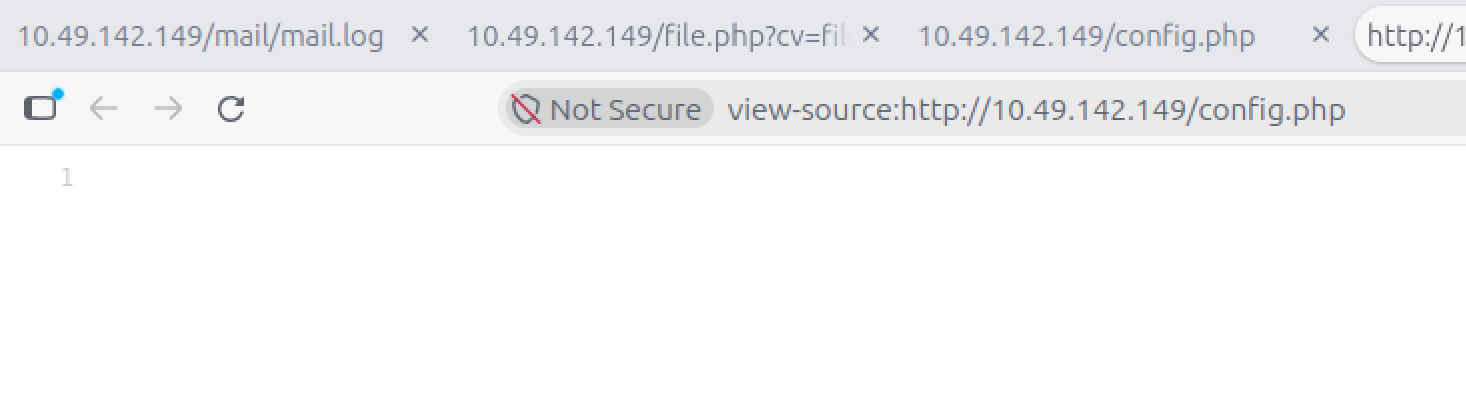 10.49.142.149/mail/mail.log
10.49.142.149/file.php?cv=fil
10.49.142.149/config.php
http://1
Not Secure
view-source:http://10.49.142.149/config.php
1